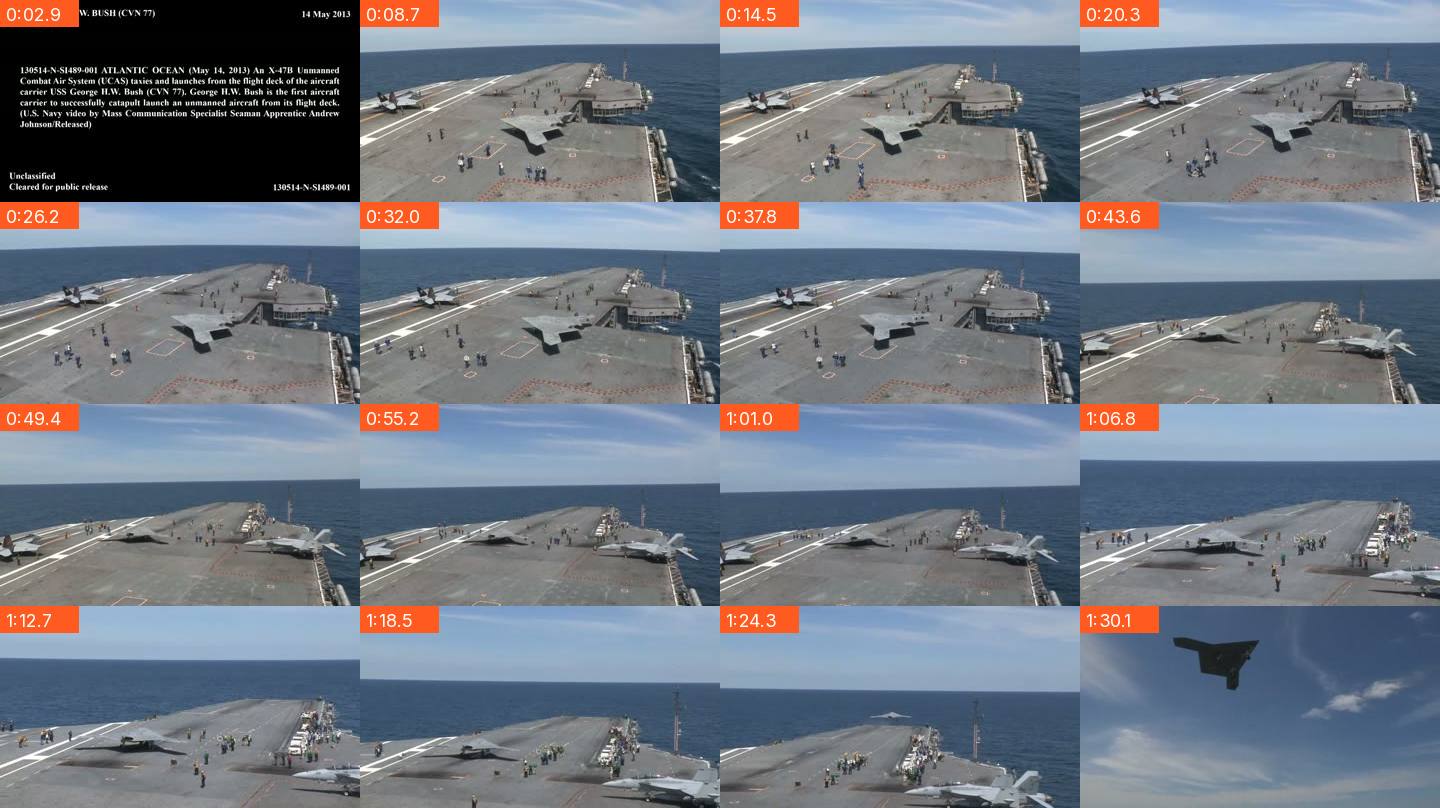 0:02.9
W. BUSH (CVN 77)
14 May 2013
130514-N-SI489-001 ATLANTIC OCEAN (May 14, 2013) An X-47B Unmanned
Combat Air System (UCAS) taxies and launches from the flight deck of the aircraft
carrier USS George H.W. Bush (CVN 77). George H.W. Bush is the first aircraft
carrier to successfully catapult launch an unmanned aircraft from its flight deck.
(U.S. Navy video by Mass Communication Specialist Seaman Apprentice Andrew
Johnson/Released)
Unclassified
Cleared for public release
130514-N-SI489-001
0:08.7
0:14.5
0:20.3
0:26.2
0:32.0
0:37.8
0:43.6
0:49.4
0:55.2
1:01.0
1:06.8
1:12.7
1:18.5
1:24.3
1:30.1